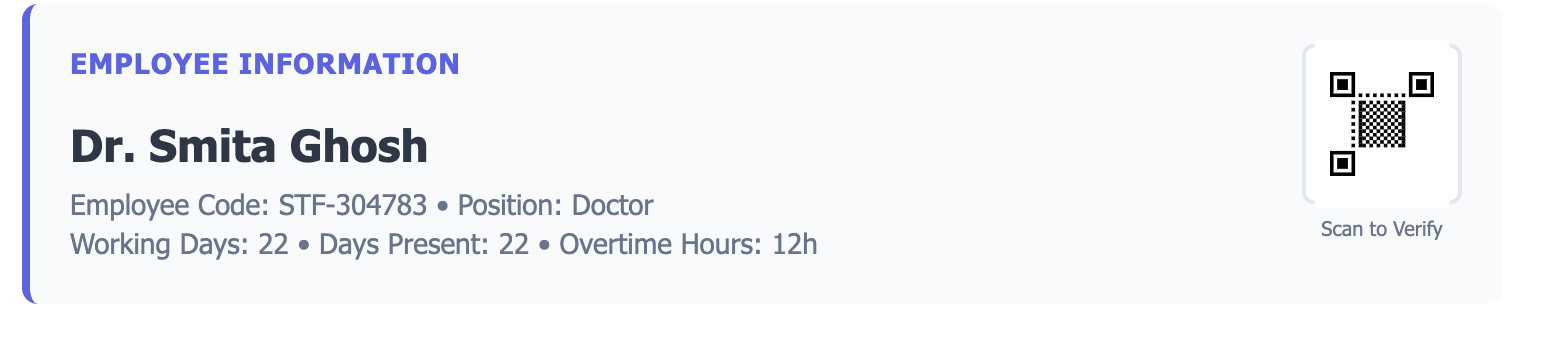 EMPLOYEE INFORMATION
Dr. Smita Ghosh
Employee Code: STF-304783 • Position: Doctor
Working Days: 22 • Days Present: 22 • Overtime Hours: 12h
Scan to Verify